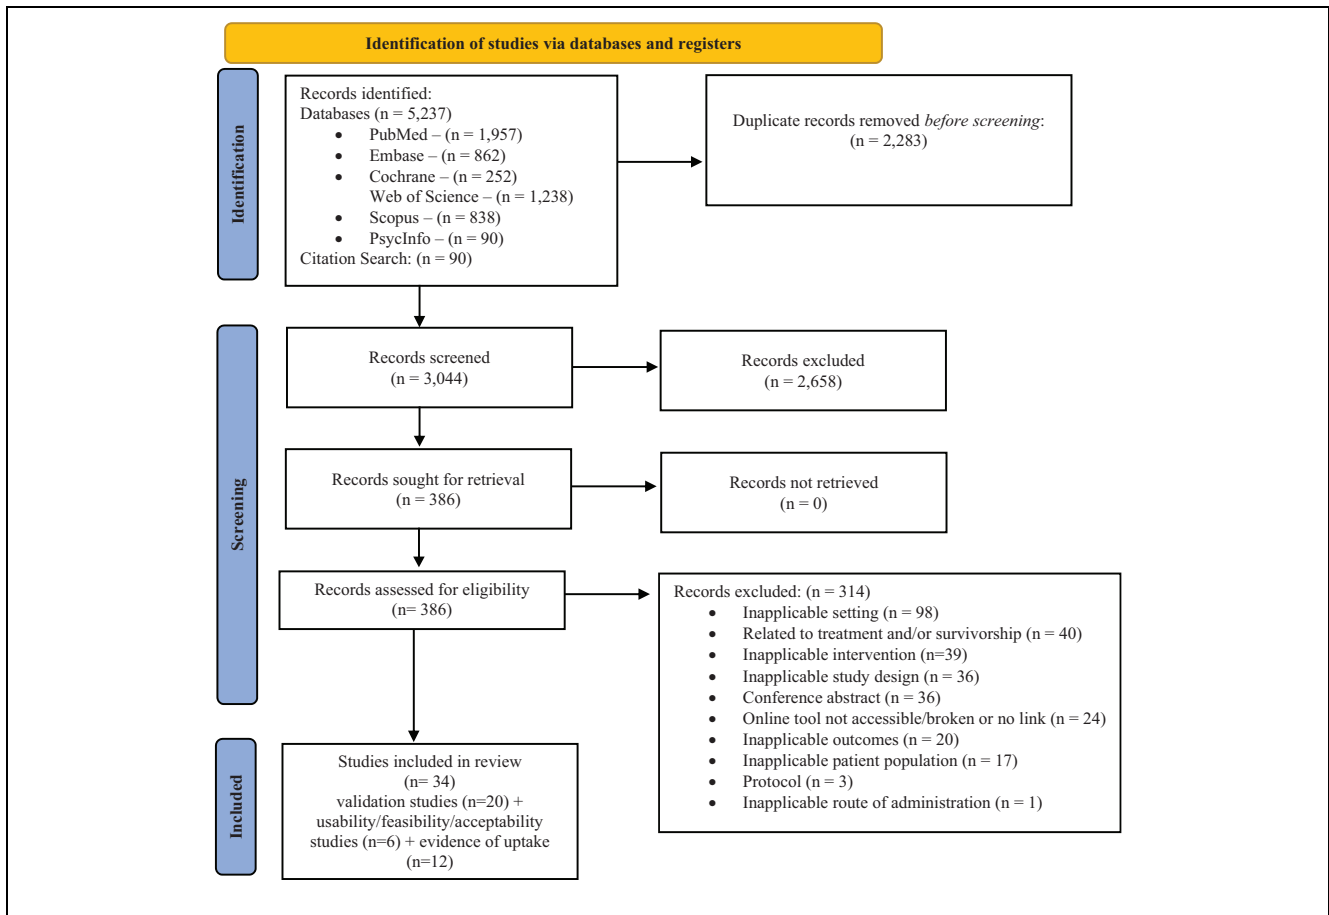 Identification of studies via databases and registers
Identification
Records identified:
Databases (n = 5,237)
• PubMed – (n = 1,957)
• Embase – (n = 862)
• Cochrane – (n = 252)
Web of Science – (n = 1,238)
• Scopus – (n = 838)
• PsycInfo – (n = 90)
Citation Search: (n = 90)
Duplicate records removed before screening:
(n = 2,283)
Screening
Records screened
(n = 3,044)
Records excluded
(n = 2,658)
Records sought for retrieval
(n = 386)
Records not retrieved
(n = 0)
Records assessed for eligibility
(n= 386)
Records excluded: (n = 314)
• Inapplicable setting (n = 98)
• Related to treatment and/or survivorship (n = 40)
• Inapplicable intervention (n=39)
• Inapplicable study design (n = 36)
• Conference abstract (n = 36)
• Online tool not accessible/broken or no link (n = 24)
• Inapplicable outcomes (n = 20)
• Inapplicable patient population (n = 17)
• Protocol (n = 3)
• Inapplicable route of administration (n = 1)
Included
Studies included in review
(n= 34)
validation studies (n=20) +
usability/feasibility/acceptability
studies (n=6) + evidence of uptake
(n=12)